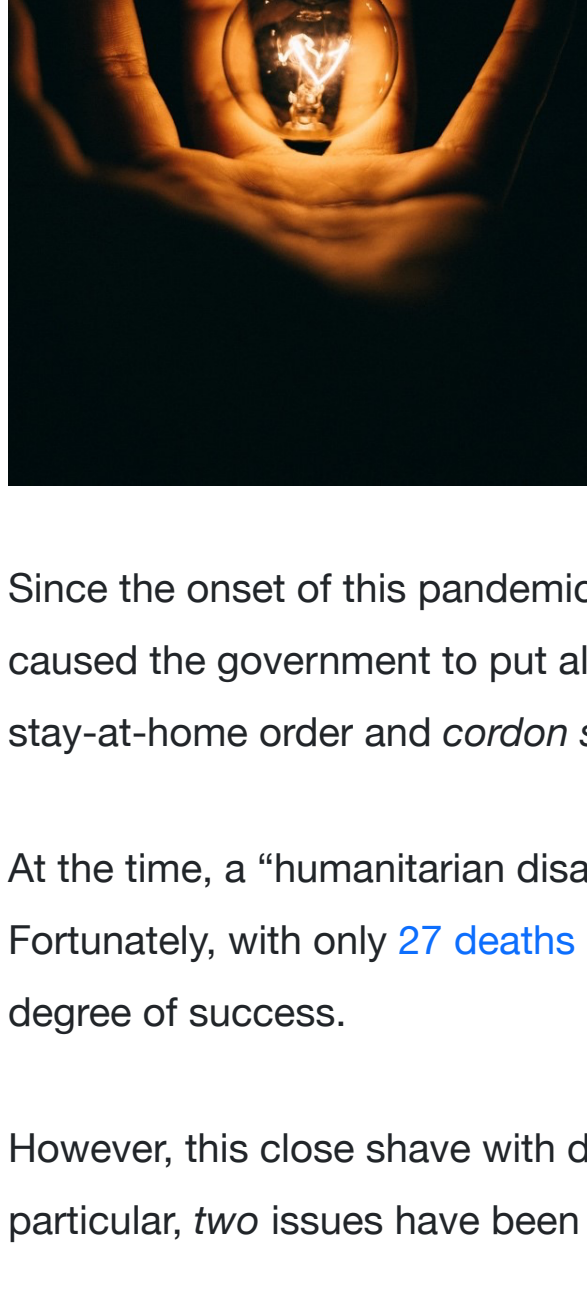 Since the onset of this pandemic
caused the government to put al
stay-at-home order and cordon s
At the time, a “humanitarian disa
Fortunately, with only 27 deaths
degree of success.
However, this close shave with d
particular, two issues have been